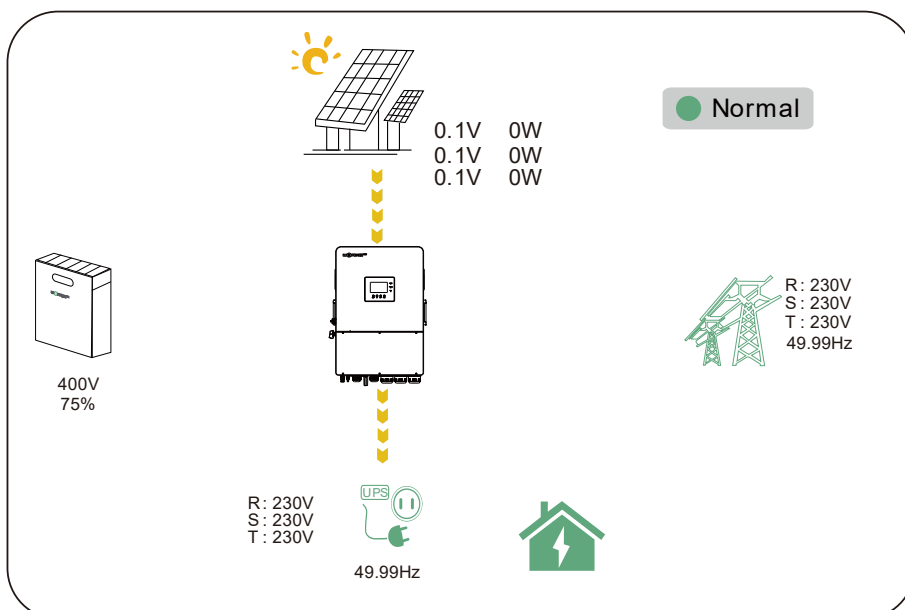 Normal
0.1V 0W
0.1V 0W
0.1V 0W
R: 230V
S: 230V
T: 230V
49.99Hz
400V
75%
UPS
R: 230V
S: 230V
T: 230V
49.99Hz